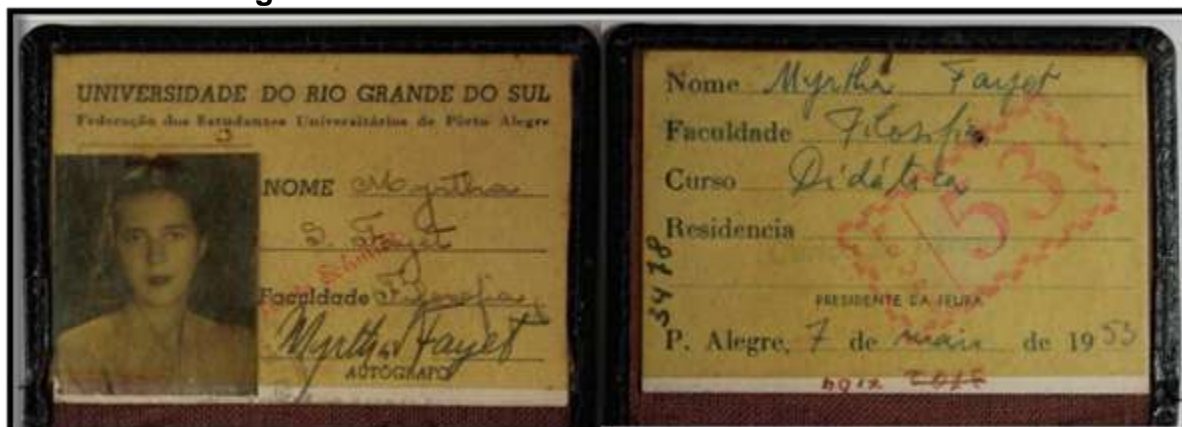 UNIVERSIDADE DO RIO GRANDE DO SUL
Federação dos Estudantes Universitários de Pôrto Alegre
NOME Myrtha
S. Fayet
Faculdade Filosofia
Myrtha Fayet
AUTÓGRAFO
Nome Myrtha Fayet
Faculdade Filosofia
Curso Didática
Residencia
53
3478
PRESIDENTE DA FEURA
P. Alegre, 7 de maio de 1953